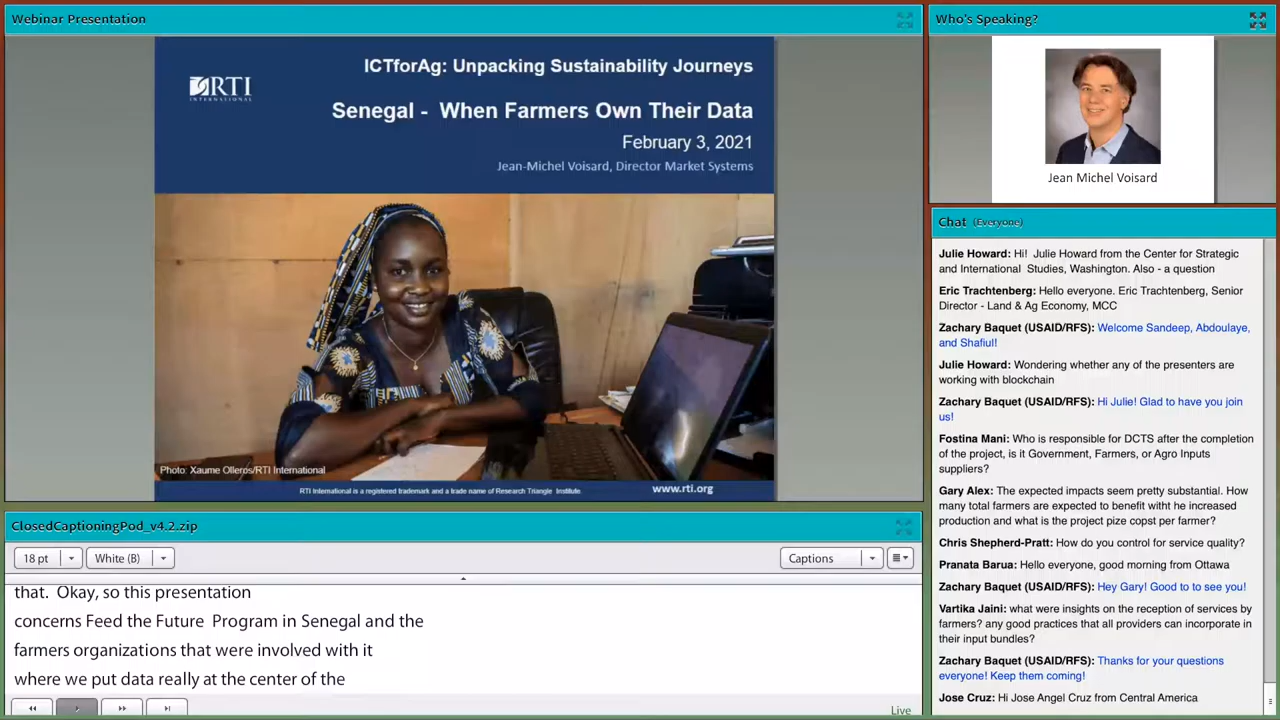 Webinar Presentation
RTI
INTERNATIONAL
ICTforAg: Unpacking Sustainability Journeys
Senegal - When Farmers Own Their Data
February 3, 2021
Jean-Michel Voisard, Director Market Systems
Photo: Xaume Olleros/RTI International
RTI International is a registered trademark and a trade name of Research Triangle Institute.
www.rti.org
ClosedCaptioningPod_v4.2.zip
18 pt
White (B)
Captions
that. Okay, so this presentation
concerns Feed the Future Program in Senegal and the
farmers organizations that were involved with it
where we put data really at the center of the
Live
Who's Speaking?
Jean Michel Voisard
Chat (Everyone)
Julie Howard: Hi! Julie Howard from the Center for Strategic
and International Studies, Washington. Also - a question
Eric Trachtenberg: Hello everyone. Eric Trachtenberg, Senior
Director - Land & Ag Economy, MCC
Zachary Baquet (USAID/RFS): Welcome Sandeep, Abdoulaye,
and Shafiul!
Julie Howard: Wondering whether any of the presenters are
working with blockchain
Zachary Baquet (USAID/RFS): Hi Julie! Glad to have you join
us!
Fostina Mani: Who is responsible for DCTS after the completion
of the project, is it Government, Farmers, or Agro Inputs
suppliers?
Gary Alex: The expected impacts seem pretty substantial. How
many total farmers are expected to benefit witht he increased
production and what is the project pize copst per farmer?
Chris Shepherd-Pratt: How do you control for service quality?
Pranata Barua: Hello everyone, good morning from Ottawa
Zachary Baquet (USAID/RFS): Hey Gary! Good to to see you!
Vartika Jaini: what were insights on the reception of services by
farmers? any good practices that all providers can incorporate in
their input bundles?
Zachary Baquet (USAID/RFS): Thanks for your questions
everyone! Keep them coming!
Jose Cruz: Hi Jose Angel Cruz from Central America